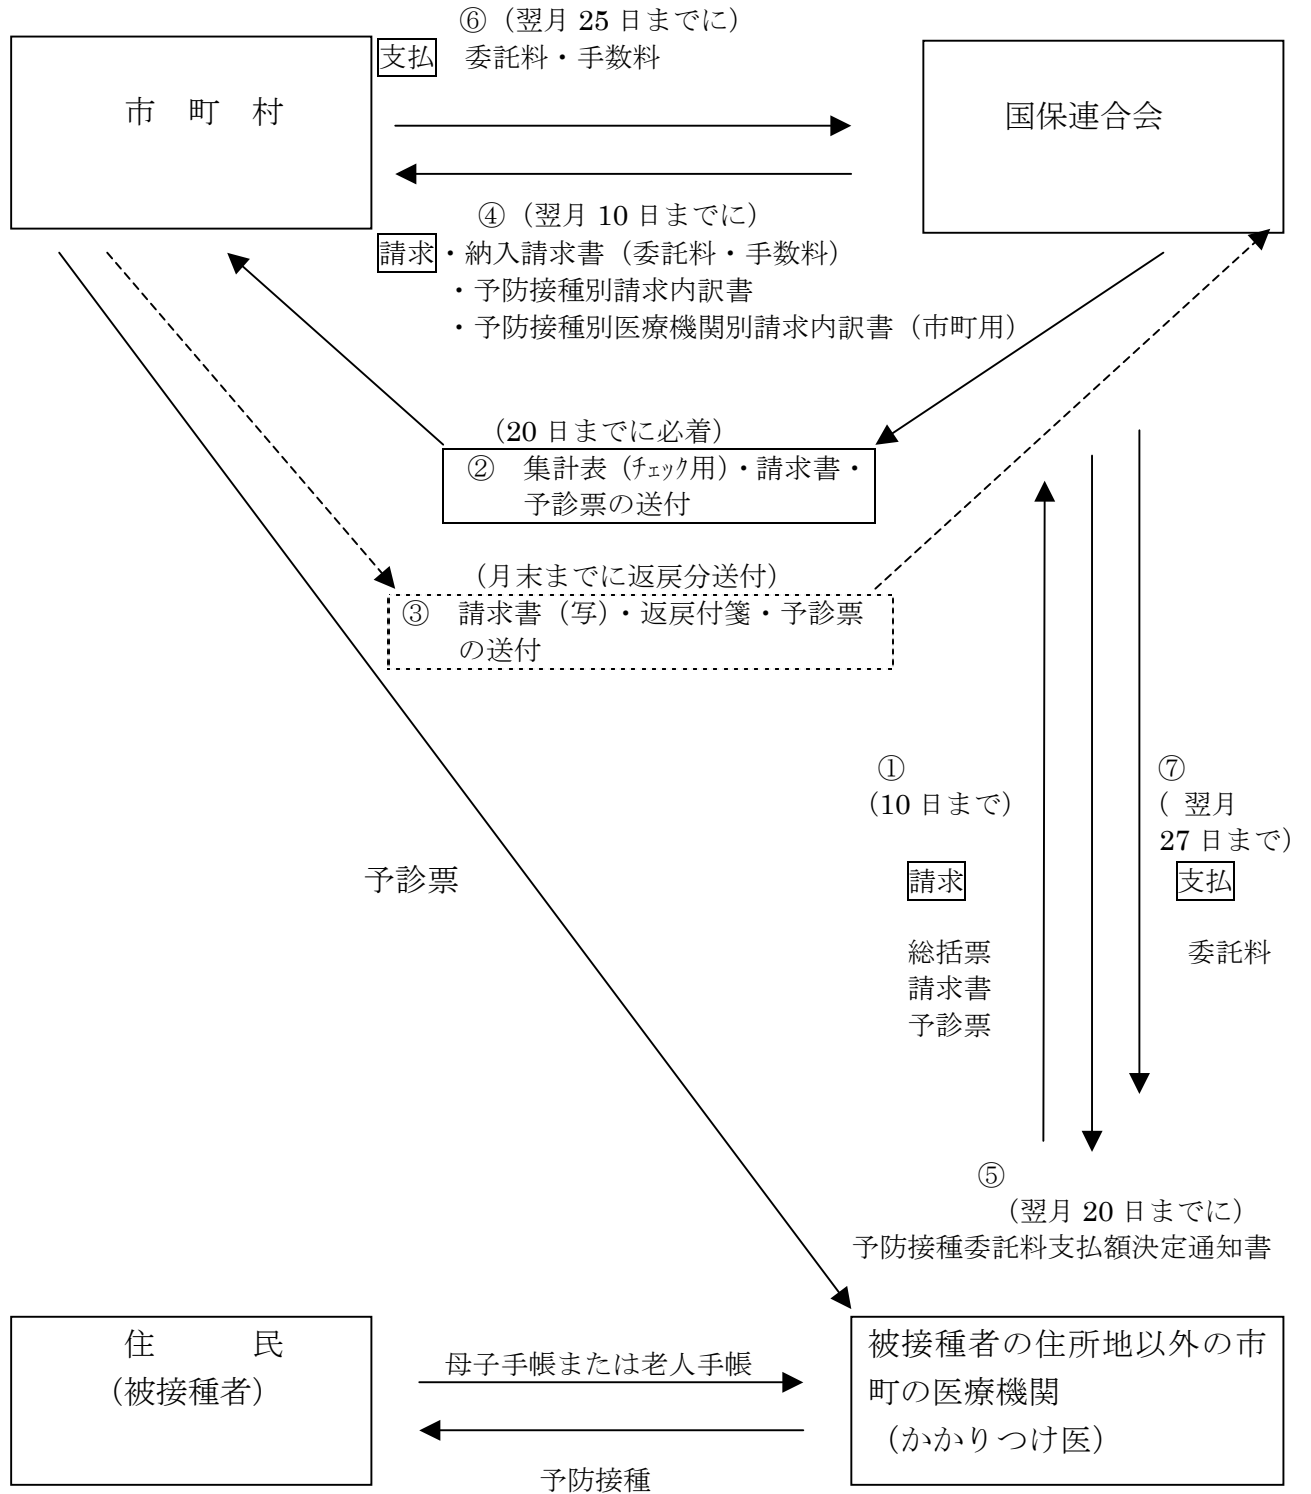 ⑥（翌月 25 日までに）
支払　委託料・手数料
市　町　村
国保連合会
④（翌月 10 日までに）
請求・納入請求書（委託料・手数料）
・予防接種別請求内訳書
・予防接種別医療機関別請求内訳書（市町用）
（20 日までに必着）
②　集計表（ﾁｪｯｸ用）・請求書・
予診票の送付
（月末までに返戻分送付）
③　請求書（写）・返戻付箋・予診票
の送付
①
（10 日まで）
請求
総括票
請求書
予診票
⑦
（ 翌月
27 日まで）
支払
委託料
予診票
⑤
（翌月 20 日までに）
予防接種委託料支払額決定通知書
住　　　民
（被接種者）
母子手帳または老人手帳
予防接種
被接種者の住所地以外の市
町の医療機関
（かかりつけ医）